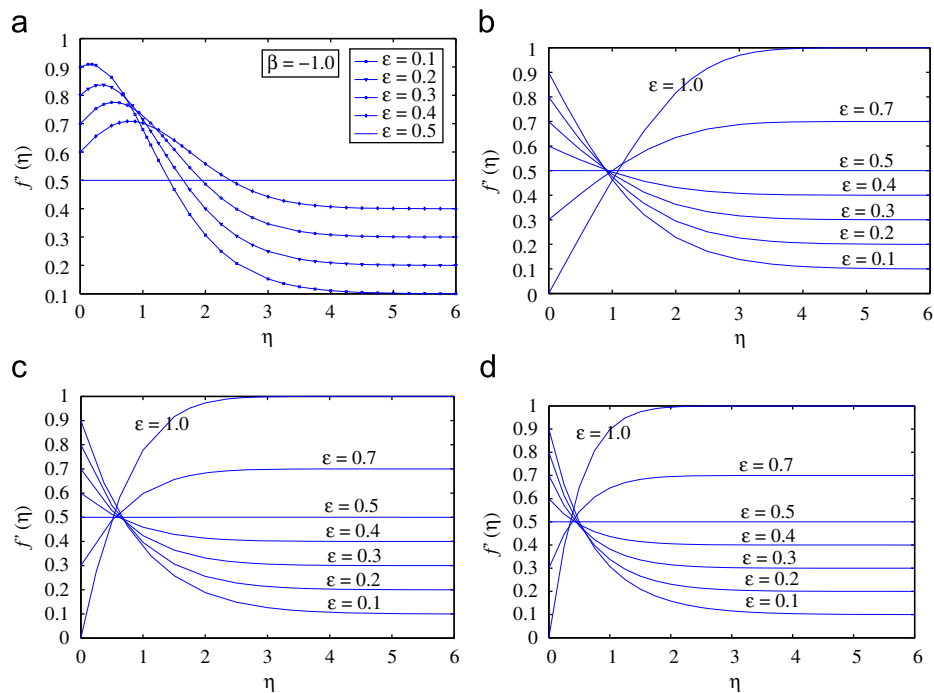 a
1
0.9
0.8
0.7
0.6
0.5
0.4
0.3
0.2
0.1
f' (η)
β = −1.0
ε = 0.1
ε = 0.2
ε = 0.3
ε = 0.4
ε = 0.5
0 1 2 3 4 5 6
η
b
1
0.9
0.8
0.7
0.6
0.5
0.4
0.3
0.2
0.1
0
f' (η)
ε = 1.0
ε = 0.7
ε = 0.5
ε = 0.4
ε = 0.3
ε = 0.2
ε = 0.1
0 1 2 3 4 5 6
η
c
1
0.9
0.8
0.7
0.6
0.5
0.4
0.3
0.2
0.1
0
f' (η)
ε = 1.0
ε = 0.7
ε = 0.5
ε = 0.4
ε = 0.3
ε = 0.2
ε = 0.1
0 1 2 3 4 5 6
η
d
1
0.9
0.8
0.7
0.6
0.5
0.4
0.3
0.2
0.1
0
f' (η)
ε = 1.0
ε = 0.7
ε = 0.5
ε = 0.4
ε = 0.3
ε = 0.2
ε = 0.1
0 1 2 3 4 5 6
η